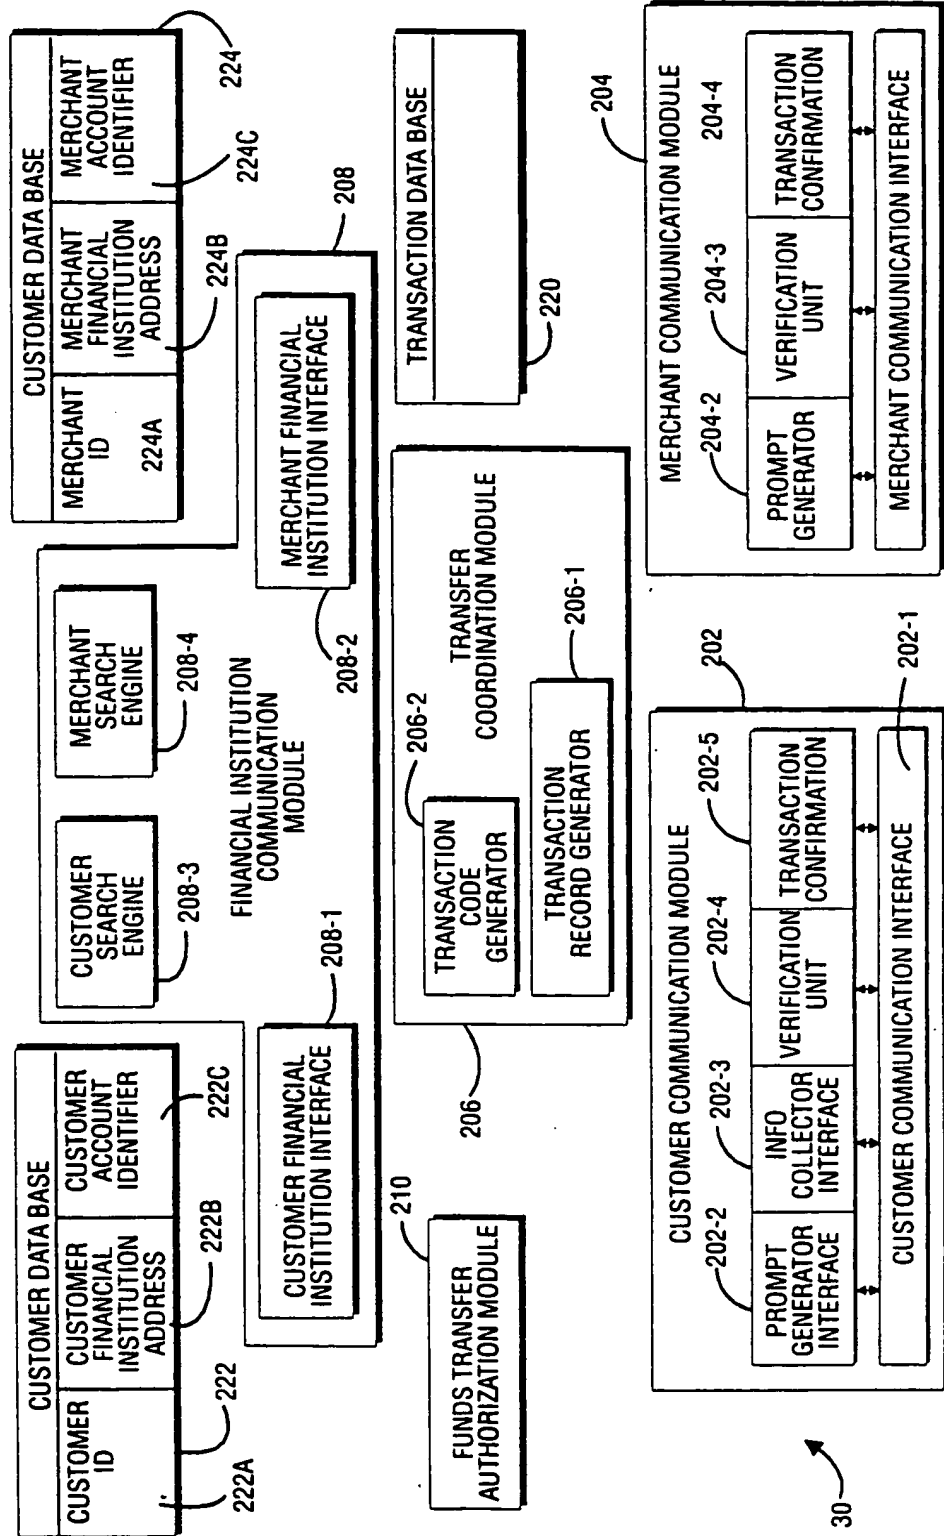 CUSTOMER DATA BASE
CUSTOMER
ID
222A
CUSTOMER
FINANCIAL
INSTITUTION
ADDRESS
222B
CUSTOMER
ACCOUNT
IDENTIFIER
222C
222
CUSTOMER
SEARCH
ENGINE
208-3
MERCHANT
SEARCH
ENGINE
208-4
CUSTOMER DATA BASE
MERCHANT
ID
224A
MERCHANT
FINANCIAL
INSTITUTION
ADDRESS
224B
MERCHANT
ACCOUNT
IDENTIFIER
224C
224
FINANCIAL INSTITUTION
COMMUNICATION
MODULE
CUSTOMER FINANCIAL
INSTITUTION INTERFACE
208-1
MERCHANT FINANCIAL
INSTITUTION INTERFACE
208-2
208
210
FUNDS TRANSFER
AUTHORIZATION MODULE
206
TRANSACTION
CODE
GENERATOR
206-2
TRANSFER
COORDINATION MODULE
TRANSACTION
RECORD GENERATOR
206-1
TRANSACTION DATA BASE
220
CUSTOMER COMMUNICATION MODULE
202
202-2
202-3
202-4
202-5
PROMPT
GENERATOR
INTERFACE
INFO
COLLECTOR
INTERFACE
VERIFICATION
UNIT
TRANSACTION
CONFIRMATION
CUSTOMER COMMUNICATION INTERFACE
202-1
MERCHANT COMMUNICATION MODULE
204
204-2
204-3
204-4
PROMPT
GENERATOR
VERIFICATION
UNIT
TRANSACTION
CONFIRMATION
MERCHANT COMMUNICATION INTERFACE
30